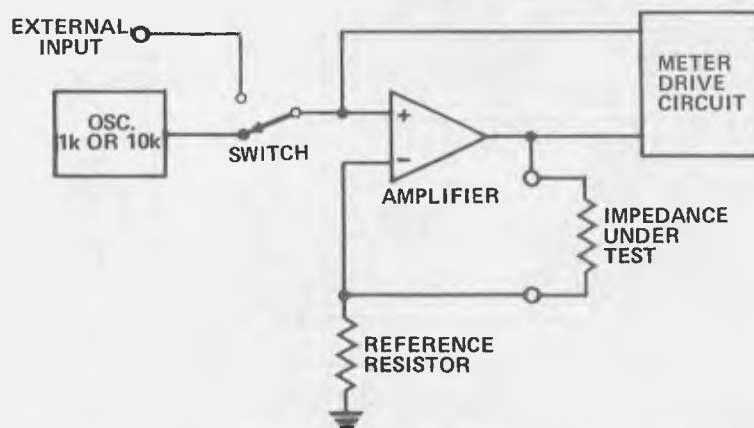 EXTERNAL
INPUT
OSC.
1k OR 10k
SWITCH
+
−
AMPLIFIER
METER
DRIVE
CIRCUIT
IMPEDANCE
UNDER
TEST
REFERENCE
RESISTOR